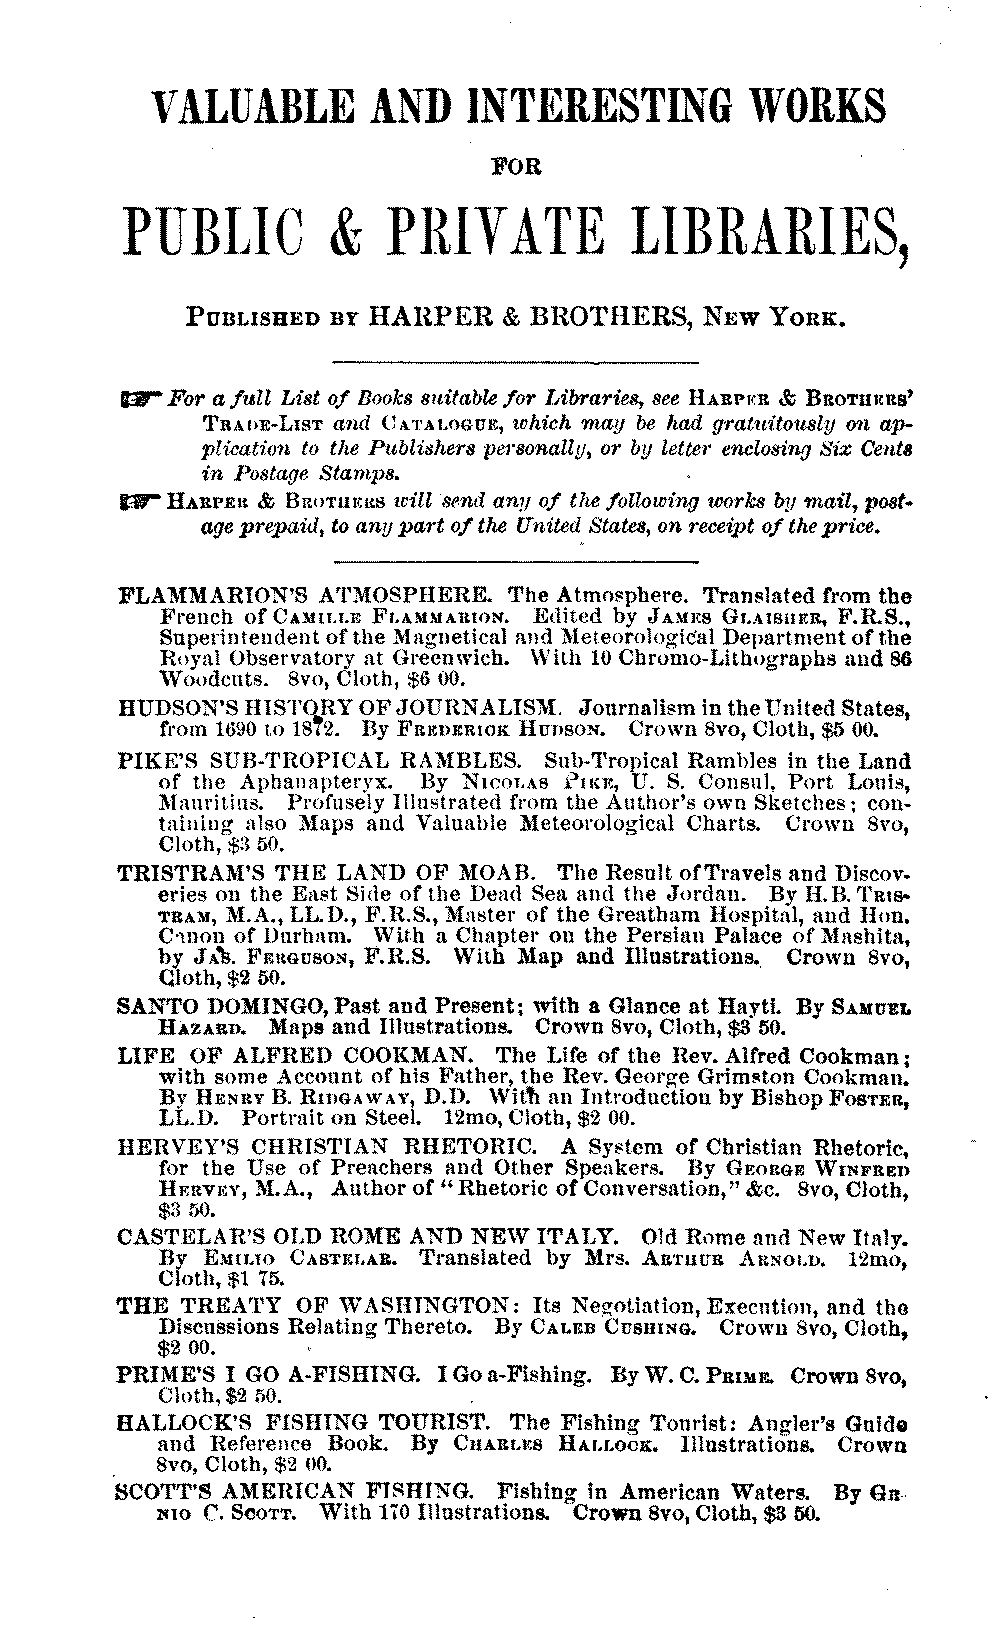 VALUABLE AND INTERESTING WORKS
FOR
PUBLIC & PRIVATE LIBRARIES,
PUBLISHED BY HARPER & BROTHERS, NEW YORK.
☞ For a full List of Books suitable for Libraries, see HARPER & BROTHERS'
TRADE-LIST and CATALOGUE, which may be had gratuitously on ap-
plication to the Publishers personally, or by letter enclosing Six Cents
in Postage Stamps.
☞ HARPER & BROTHERS will send any of the following works by mail, post-
age prepaid, to any part of the United States, on receipt of the price.
FLAMMARION'S ATMOSPHERE. The Atmosphere. Translated from the
French of CAMILLE FLAMMARION. Edited by JAMES GLAISHER, F.R.S.,
Superintendent of the Magnetical and Meteorological Department of the
Royal Observatory at Greenwich. With 10 Chromo-Lithographs and 86
Woodcuts. 8vo, Cloth, $6 00.
HUDSON'S HISTORY OF JOURNALISM. Journalism in the United States,
from 1690 to 1872. By FREDERICK HUDSON. Crown 8vo, Cloth, $5 00.
PIKE'S SUB-TROPICAL RAMBLES. Sub-Tropical Rambles in the Land
of the Aphanapteryx. By NICOLAS PIKE, U. S. Consul, Port Louis,
Mauritius. Profusely Illustrated from the Author's own Sketches; con-
taining also Maps and Valuable Meteorological Charts. Crown 8vo,
Cloth, $3 50.
TRISTRAM'S THE LAND OF MOAB. The Result of Travels and Discov-
eries on the East Side of the Dead Sea and the Jordan. By H. B. TRIS-
TRAM, M.A., LL.D., F.R.S., Master of the Greatham Hospital, and Hon.
Canon of Durham. With a Chapter on the Persian Palace of Mashita,
by JAS. FERGUSON, F.R.S. With Map and Illustrations. Crown 8vo,
Cloth, $2 50.
SANTO DOMINGO, Past and Present; with a Glance at Hayti. By SAMUEL
HAZARD. Maps and Illustrations. Crown 8vo, Cloth, $3 50.
LIFE OF ALFRED COOKMAN. The Life of the Rev. Alfred Cookman;
with some Account of his Father, the Rev. George Grimston Cookman.
By HENRY B. RIDGAWAY, D.D. With an Introduction by Bishop FOSTER,
LL.D. Portrait on Steel. 12mo, Cloth, $2 00.
HERVEY'S CHRISTIAN RHETORIC. A System of Christian Rhetoric,
for the Use of Preachers and Other Speakers. By GEORGE WINFRED
HERVEY, M.A., Author of "Rhetoric of Conversation," &c. 8vo, Cloth,
$3 50.
CASTELAR'S OLD ROME AND NEW ITALY. Old Rome and New Italy.
By EMILIO CASTELAR. Translated by Mrs. ARTHUR ARNOLD. 12mo,
Cloth, $1 75.
THE TREATY OF WASHINGTON: Its Negotiation, Execution, and the
Discussions Relating Thereto. By CALEB CUSHING. Crown 8vo, Cloth,
$2 00.
PRIME'S I GO A-FISHING. I Go a-Fishing. By W. C. PRIME. Crown 8vo,
Cloth, $2 50.
HALLOCK'S FISHING TOURIST. The Fishing Tourist: Angler's Guide
and Reference Book. By CHARLES HALLOCK. Illustrations. Crown
8vo, Cloth, $2 00.
SCOTT'S AMERICAN FISHING. Fishing in American Waters. By GE-
NIO C. SCOTT. With 170 Illustrations. Crown 8vo, Cloth, $3 50.